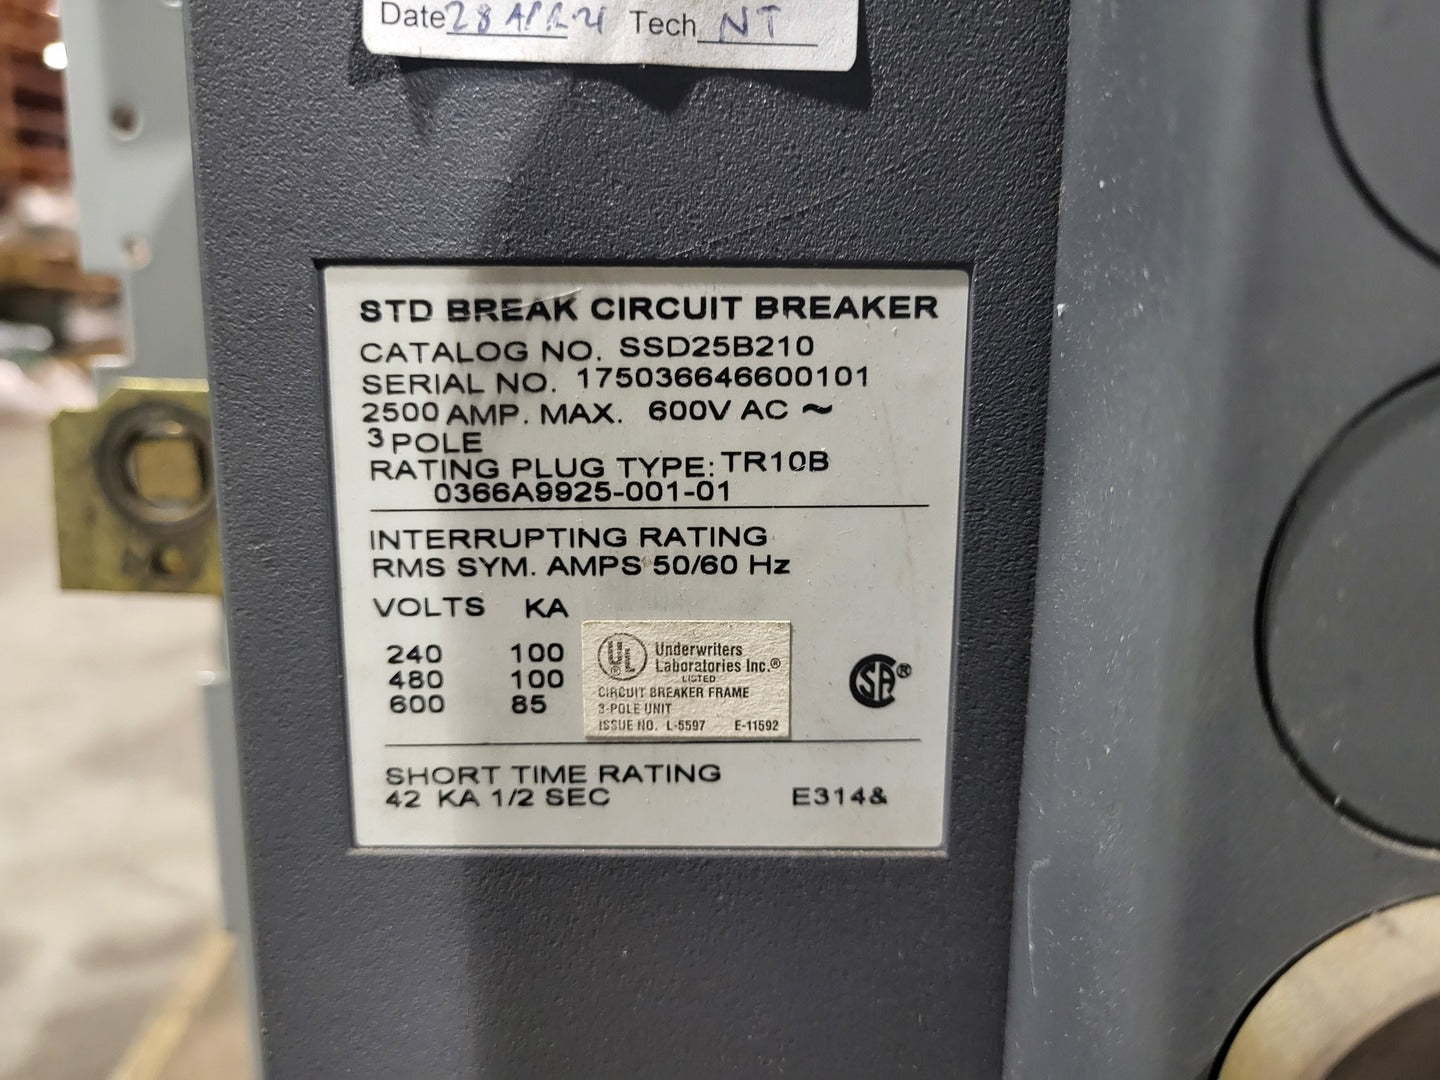 Date 28 APR 21 Tech NT
STD BREAK CIRCUIT BREAKER
CATALOG NO. SSD25B210
SERIAL NO. 175036646600101
2500 AMP. MAX. 600V AC ~
3 POLE
RATING PLUG TYPE: TR10B
0366A9925-001-01
INTERRUPTING RATING
RMS SYM. AMPS 50/60 Hz
VOLTS KA
240 100
480 100
600 85
UL ® Underwriters
Laboratories Inc.®
LISTED
CIRCUIT BREAKER FRAME
3-POLE UNIT
ISSUE NO. L-5597 E-11592
SA ®
SHORT TIME RATING
42 KA 1/2 SEC E314&